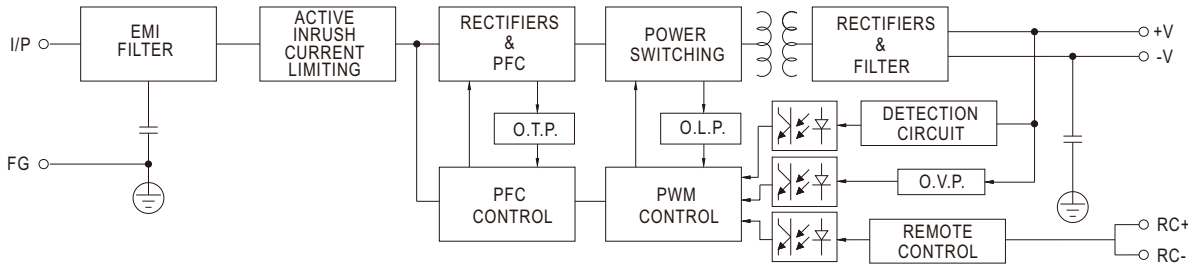 I/P
EMI
FILTER
ACTIVE
INRUSH
CURRENT
LIMITING
RECTIFIERS
&
PFC
POWER
SWITCHING
RECTIFIERS
&
FILTER
+V
-V
O.T.P.
O.L.P.
DETECTION
CIRCUIT
FG
PFC
CONTROL
PWM
CONTROL
O.V.P.
REMOTE
CONTROL
RC+
RC-